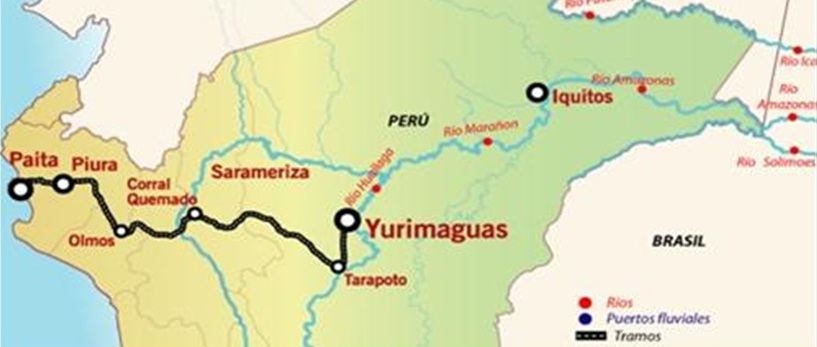 Río Ica
Río Amazonas
Iquitos
Río
Amazonas
PERÚ
Río Marañon
Paita
Piura
Sarameriza
Río Huallaga
Río Solimoes
Corral
Quemado
Yurimaguas
Olmos
BRASIL
Tarapoto
Ríos
Puertos fluviales
Tramos